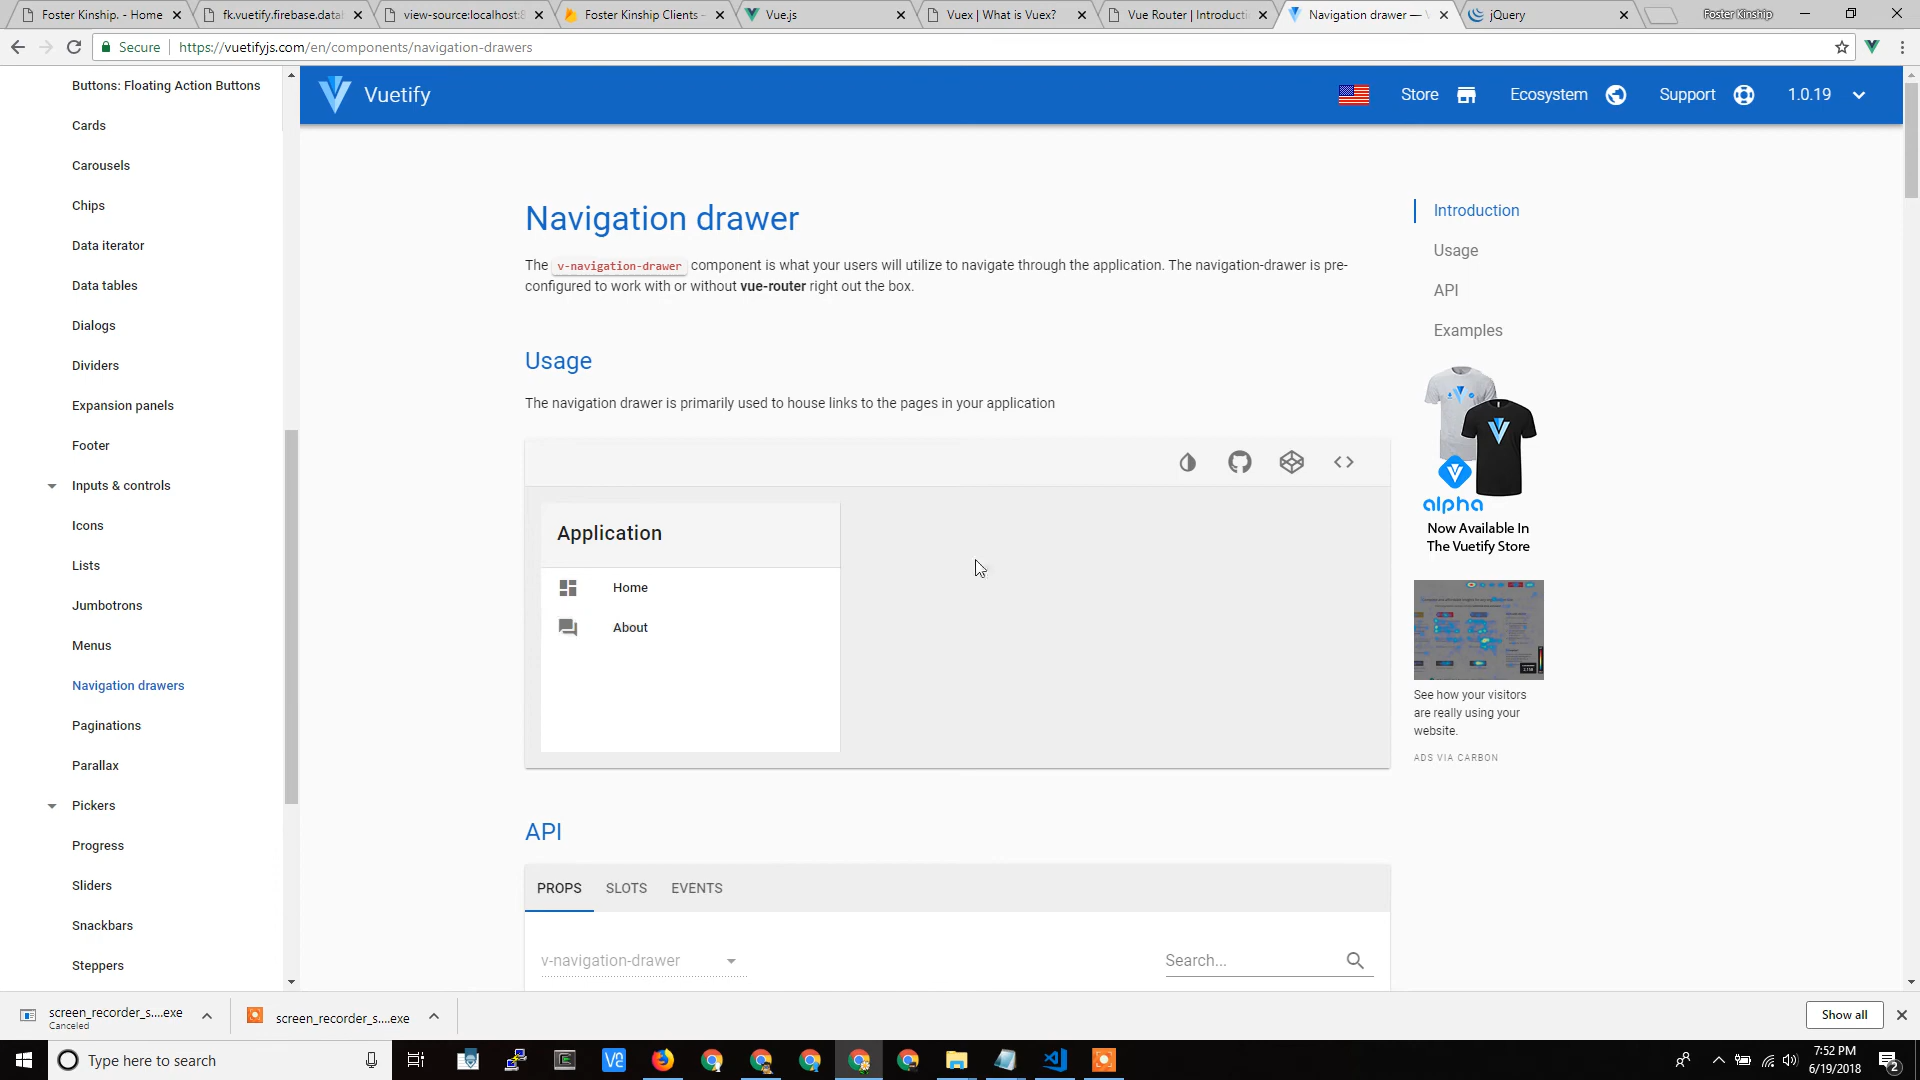 Foster Kinship. - Home
fk.vuetify.firebase.data
view-source:localhost:8
Foster Kinship Clients -
Vue.js
Vuex | What is Vuex?
Vue Router | Introducti
Navigation drawer —
jQuery
Foster Kinship
Secure
https://vuetifyjs.com/en/components/navigation-drawers
Buttons: Floating Action Buttons
Cards
Carousels
Chips
Data iterator
Data tables
Dialogs
Dividers
Expansion panels
Footer
Inputs & controls
Icons
Lists
Jumbotrons
Menus
Navigation drawers
Paginations
Parallax
Pickers
Progress
Sliders
Snackbars
Steppers
Vuetify
Store
Ecosystem
Support
1.0.19
Navigation drawer
The v-navigation-drawer component is what your users will utilize to navigate through the application. The navigation-drawer is pre-
configured to work with or without vue-router right out the box.
Usage
The navigation drawer is primarily used to house links to the pages in your application
Application
Home
About
API
PROPS
SLOTS
EVENTS
v-navigation-drawer
Search...
Introduction
Usage
API
Examples
alpha
Now Available In
The Vuetify Store
See how your visitors
are really using your
website.
ADS VIA CARBON
screen_recorder_s....exe
Canceled
screen_recorder_s....exe
Show all
Type here to search
7:52 PM
6/19/2018
2